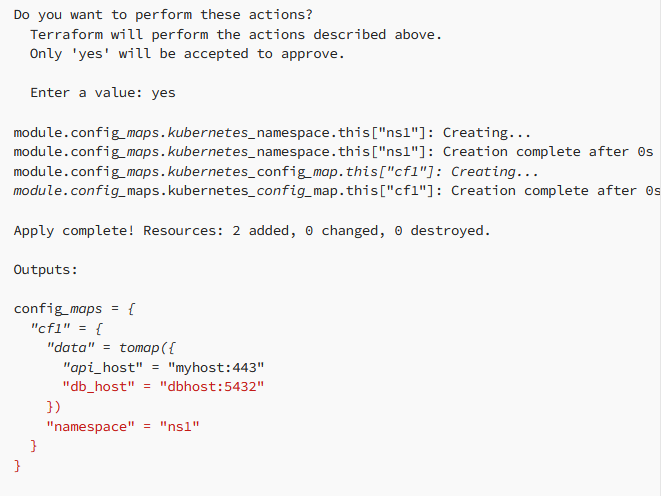 Do you want to perform these actions?
  Terraform will perform the actions described above.
  Only 'yes' will be accepted to approve.

  Enter a value: yes

module.config_maps.kubernetes_namespace.this["ns1"]: Creating...
module.config_maps.kubernetes_namespace.this["ns1"]: Creation complete after 0s
module.config_maps.kubernetes_config_map.this["cf1"]: Creating...
module.config_maps.kubernetes_config_map.this["cf1"]: Creation complete after 0s

Apply complete! Resources: 2 added, 0 changed, 0 destroyed.

Outputs:

config_maps = {
  "cf1" = {
    "data" = tomap({
      "api_host" = "myhost:443"
      "db_host" = "dbhost:5432"
    })
    "namespace" = "ns1"
  }
}